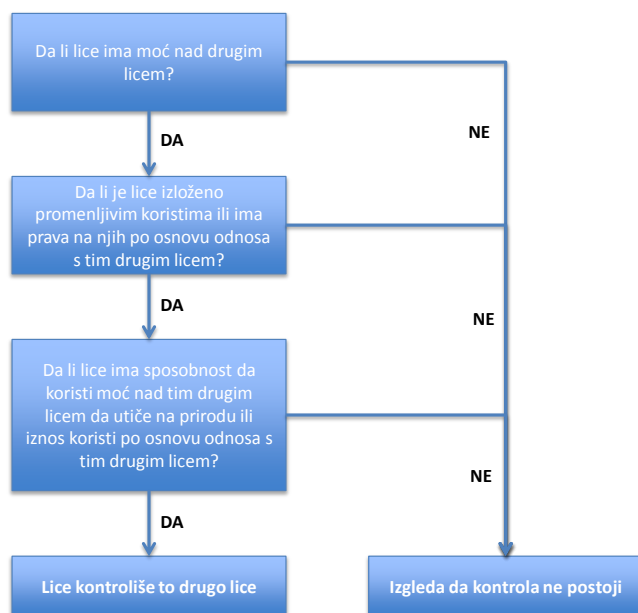 Da li lice ima moć nad drugim
licem?
NE
DA
Da li je lice izloženo
promenljivim koristima ili ima
prava na njih po osnovu odnosa
s tim drugim licem?
DA
NE
Da li lice ima sposobnost da
koristi moć nad tim drugim
licem da utiče na prirodu ili
iznos koristi po osnovu odnosa s
tim drugim licem?
NE
DA
Lice kontroliše to drugo lice
Izgleda da kontrola ne postoji